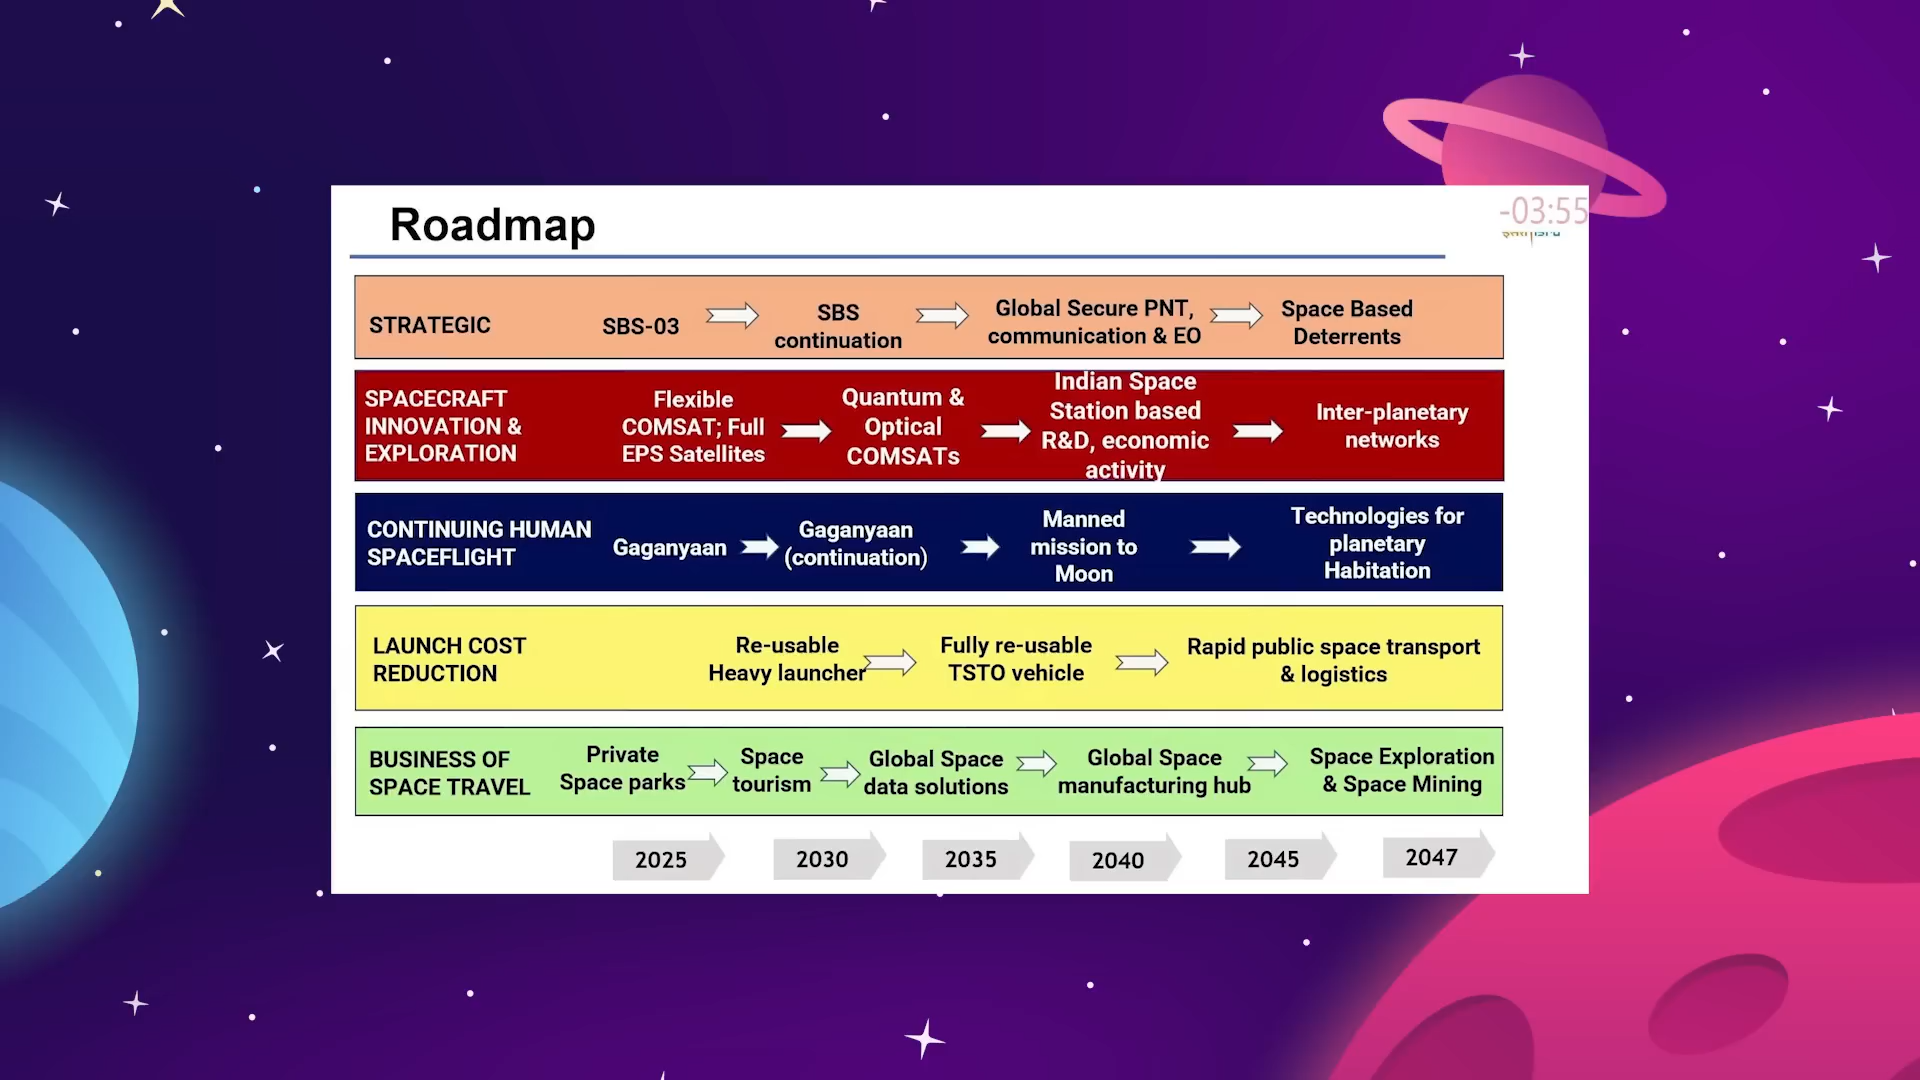 Roadmap
-03:55
STRATEGIC
SBS-03
SBS
continuation
Global Secure PNT,
communication & EO
Space Based
Deterrents
SPACECRAFT
INNOVATION &
EXPLORATION
Flexible
COMSAT; Full
EPS Satellites
Quantum &
Optical
COMSATs
Indian Space
Station based
R&D, economic
activity
Inter-planetary
networks
CONTINUING HUMAN
SPACEFLIGHT
Gaganyaan
Gaganyaan
(continuation)
Manned
mission to
Moon
Technologies for
planetary
Habitation
LAUNCH COST
REDUCTION
Re-usable
Heavy launcher
Fully re-usable
TSTO vehicle
Rapid public space transport
& logistics
BUSINESS OF
SPACE TRAVEL
Private
Space parks
Space
tourism
Global Space
data solutions
Global Space
manufacturing hub
Space Exploration
& Space Mining
2025
2030
2035
2040
2045
2047